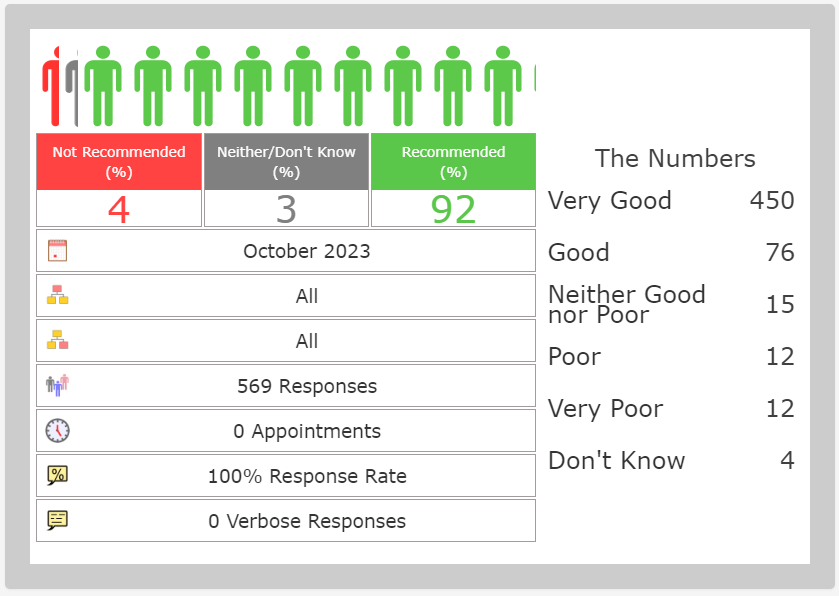 Not Recommended
(%)
Neither/Don't Know
(%)
Recommended
(%)
4
3
92
October 2023
All
All
569 Responses
0 Appointments
%
100% Response Rate
0 Verbose Responses
The Numbers
Very Good 450
Good 76
Neither Good
nor Poor 15
Poor 12
Very Poor 12
Don't Know 4